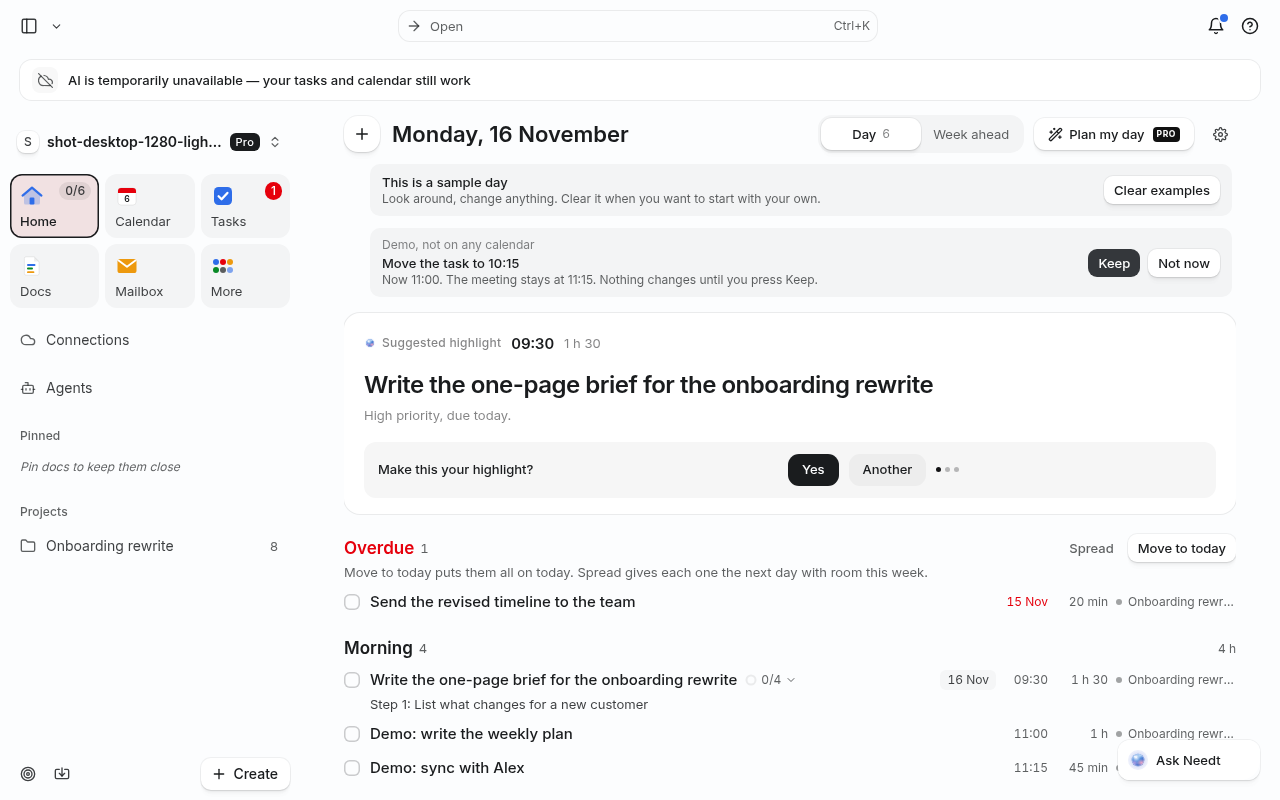 Open
Ctrl+K
AI is temporarily unavailable — your tasks and calendar still work
S
shot-desktop-1280-ligh...
Pro
0/6
Home
6
Calendar
1
Tasks
Docs
Mailbox
More
Connections
Agents
Pinned
Pin docs to keep them close
Projects
Onboarding rewrite
8
Create
Monday, 16 November
Day 6
Week ahead
Plan my day PRO
This is a sample day
Look around, change anything. Clear it when you want to start with your own.
Clear examples
Demo, not on any calendar
Move the task to 10:15
Now 11:00. The meeting stays at 11:15. Nothing changes until you press Keep.
Keep
Not now
Suggested highlight 09:30 1 h 30
Write the one-page brief for the onboarding rewrite
High priority, due today.
Make this your highlight?
Yes
Another
Overdue 1
Spread
Move to today
Move to today puts them all on today. Spread gives each one the next day with room this week.
Send the revised timeline to the team
15 Nov
20 min
Onboarding rewr...
Morning 4
4 h
Write the one-page brief for the onboarding rewrite
0/4
16 Nov
09:30
1 h 30
Onboarding rewr...
Step 1: List what changes for a new customer
Demo: write the weekly plan
11:00
1 h
Onboarding rewr...
Demo: sync with Alex
11:15
45 min
Ask Needt